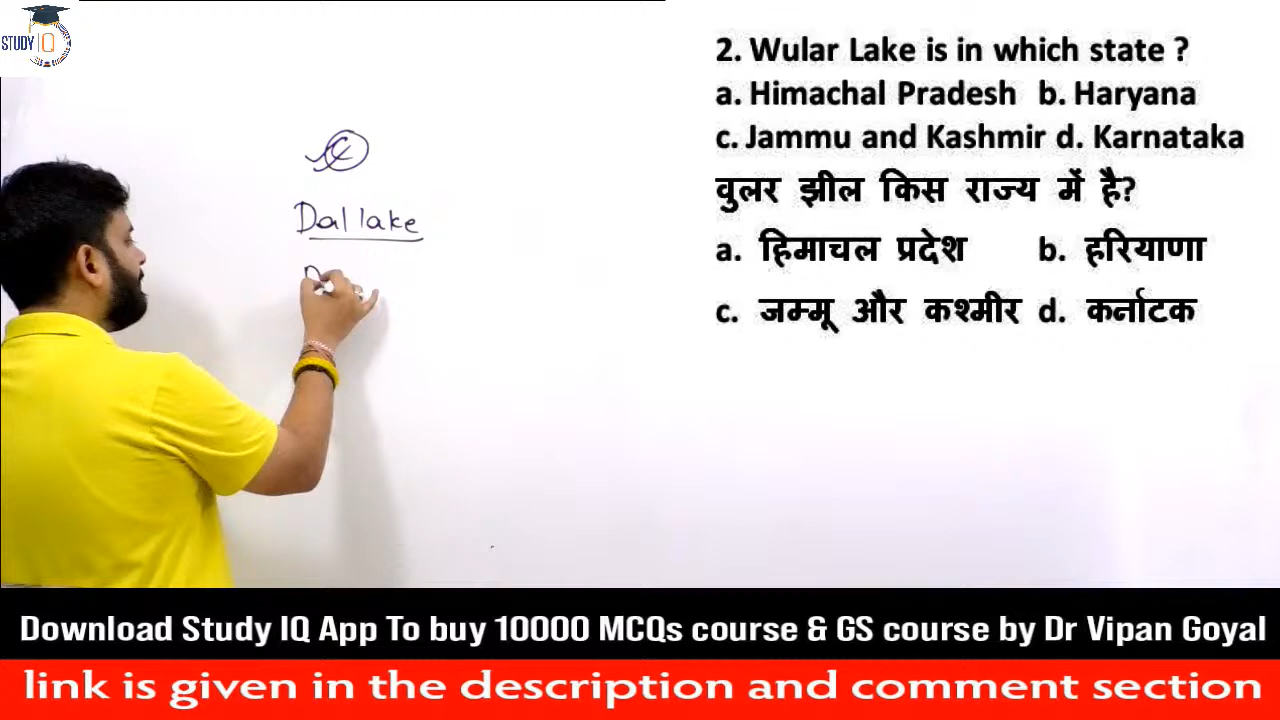 STUDY IQ
2. Wular Lake is in which state ?
a. Himachal Pradesh b. Haryana
c. Jammu and Kashmir d. Karnataka
वुलर झील किस राज्य में है?
a. हिमाचल प्रदेश b. हरियाणा
c. जम्मू और कश्मीर d. कर्नाटक
C
Dal lake
Download Study IQ App To buy 10000 MCQs course & GS course by Dr Vipan Goyal
link is given in the description and comment section